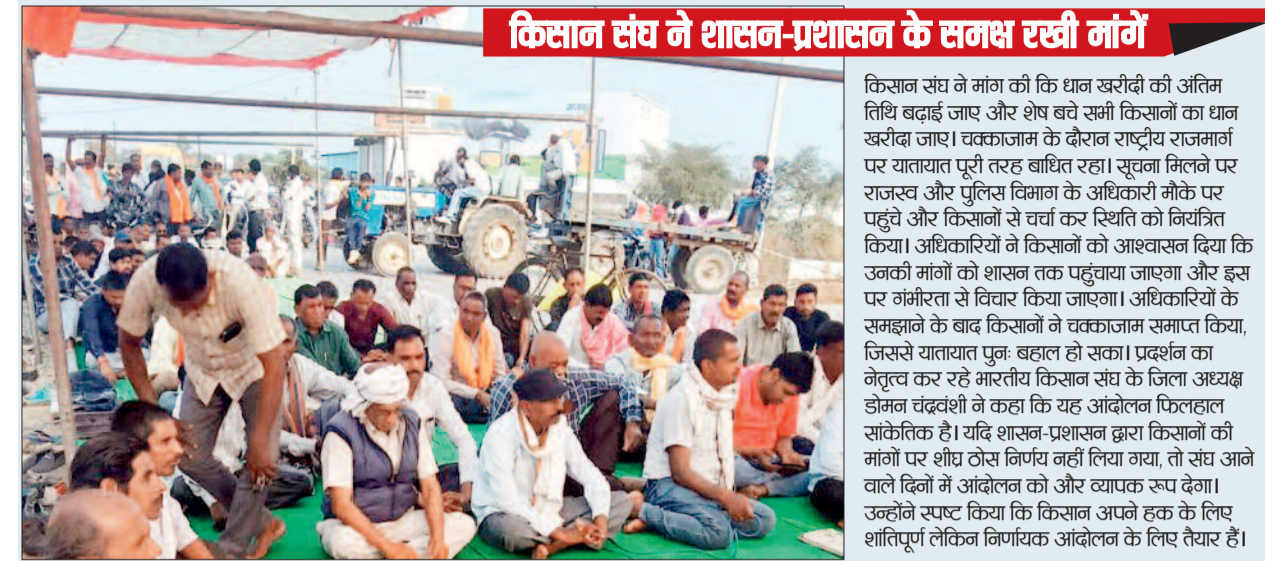 किसान संघ ने शासन-प्रशासन के समक्ष रखी मांगें
किसान संघ ने मांग की कि धान खरीदी की अंतिम
तिथि बढ़ाई जाए और शेष बचे सभी किसानों का धान
खरीदा जाए। चक्काजाम के दौरान राष्ट्रीय राजमार्ग
पर यातायात पूरी तरह बाधित रहा। सूचना मिलने पर
राजस्व और पुलिस विभाग के अधिकारी मौके पर
पहुंचे और किसानों से चर्चा कर स्थिति को नियंत्रित
किया। अधिकारियों ने किसानों को आश्वासन दिया कि
उनकी मांगों को शासन तक पहुंचाया जाएगा और इस
पर गंभीरता से विचार किया जाएगा। अधिकारियों के
समझाने के बाद किसानों ने चक्काजाम समाप्त किया,
जिससे यातायात पुनः बहाल हो सका। प्रदर्शन का
नेतृत्व कर रहे भारतीय किसान संघ के जिला अध्यक्ष
डोमन चंद्रवंशी ने कहा कि यह आंदोलन फिलहाल
सांकेतिक है। यदि शासन-प्रशासन द्वारा किसानों की
मांगों पर शीघ्र ठोस निर्णय नहीं लिया गया, तो संघ आने
वाले दिनों में आंदोलन को और व्यापक रूप देगा।
उन्होंने स्पष्ट किया कि किसान अपने हक के लिए
शांतिपूर्ण लेकिन निर्णायक आंदोलन के लिए तैयार हैं।